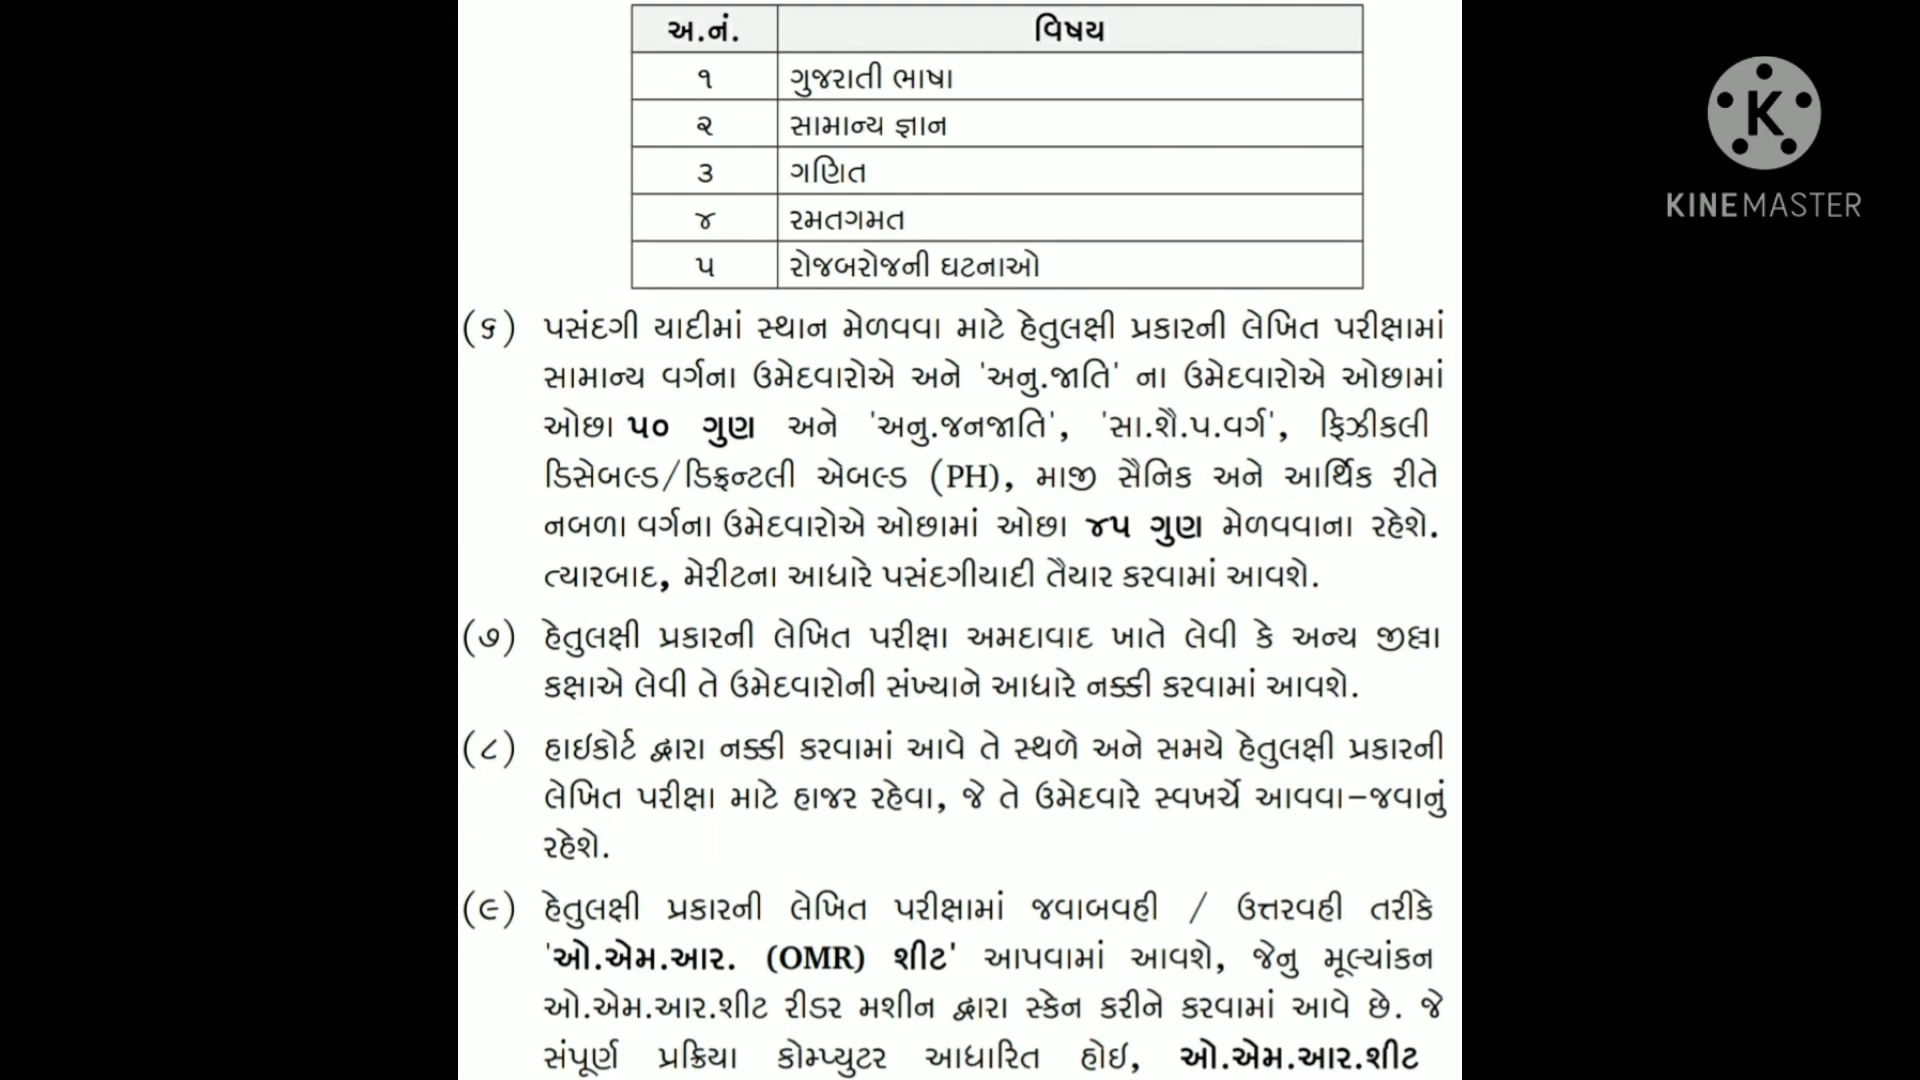 અ.નં. વિષય
૧ ગુજરાતી ભાષા
૨ સામાન્ય જ્ઞાન
૩ ગણિત
૪ રમતગમત
૫ રોજબરોજની ઘટનાઓ
(૬) પસંદગી યાદીમાં સ્થાન મેળવવા માટે હેતુલક્ષી પ્રકારની લેખિત પરીક્ષામાં
સામાન્ય વર્ગના ઉમેદવારોએ અને 'અનુ.જાતિ' ના ઉમેદવારોએ ઓછામાં
ઓછા ૫૦ ગુણ અને 'અનુ.જનજાતિ', 'સા.શૈ.પ.વર્ગ', ફિઝીકલી
ડિસેબલ્ડ/ડિફ્રન્ટલી એબલ્ડ (PH), માજી સૈનિક અને આર્થિક રીતે
નબળા વર્ગના ઉમેદવારોએ ઓછામાં ઓછા ૪૫ ગુણ મેળવવાના રહેશે.
ત્યારબાદ, મેરીટના આધારે પસંદગીયાદી તૈયાર કરવામાં આવશે.
(૭) હેતુલક્ષી પ્રકારની લેખિત પરીક્ષા અમદાવાદ ખાતે લેવી કે અન્ય જીલ્લા
કક્ષાએ લેવી તે ઉમેદવારોની સંખ્યાને આધારે નક્કી કરવામાં આવશે.
(૮) હાઈકોર્ટ દ્વારા નક્કી કરવામાં આવે તે સ્થળે અને સમયે હેતુલક્ષી પ્રકારની
લેખિત પરીક્ષા માટે હાજર રહેવા, જે તે ઉમેદવારે સ્વખર્ચે આવવા–જવાનું
રહેશે.
(૯) હેતુલક્ષી પ્રકારની લેખિત પરીક્ષામાં જવાબવહી / ઉત્તરવહી તરીકે
'ઓ.એમ.આર. (OMR) શીટ' આપવામાં આવશે, જેનુ મૂલ્યાંકન
ઓ.એમ.આર.શીટ રીડર મશીન દ્વારા સ્કેન કરીને કરવામાં આવે છે. જે
સંપૂર્ણ પ્રક્રિયા કોમ્પ્યુટર આધારિત હોઈ, ઓ.એમ.આર.શીટ
K
KINEMASTER